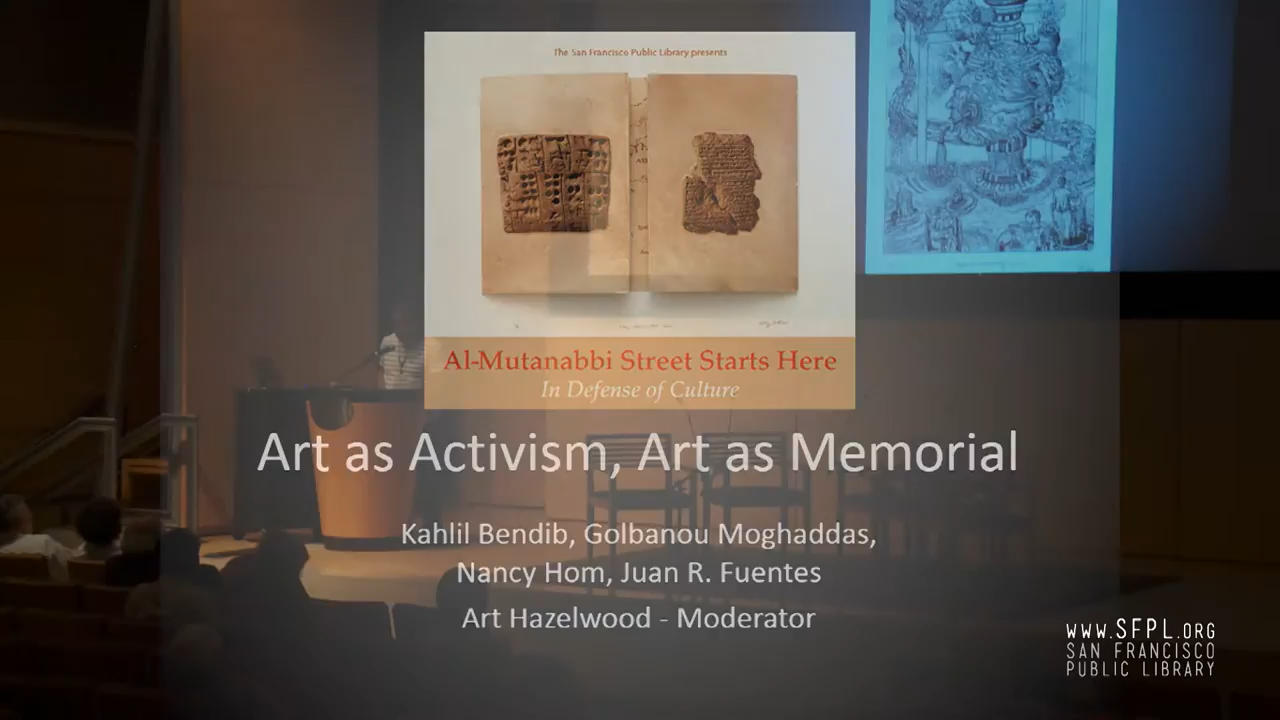 The San Francisco Public Library presents
Al-Mutanabbi Street Starts Here
In Defense of Culture
Art as Activism, Art as Memorial
Kahlil Bendib, Golbanou Moghaddas,
Nancy Hom, Juan R. Fuentes
Art Hazelwood - Moderator
www.SFPL.org
San Francisco
Public Library